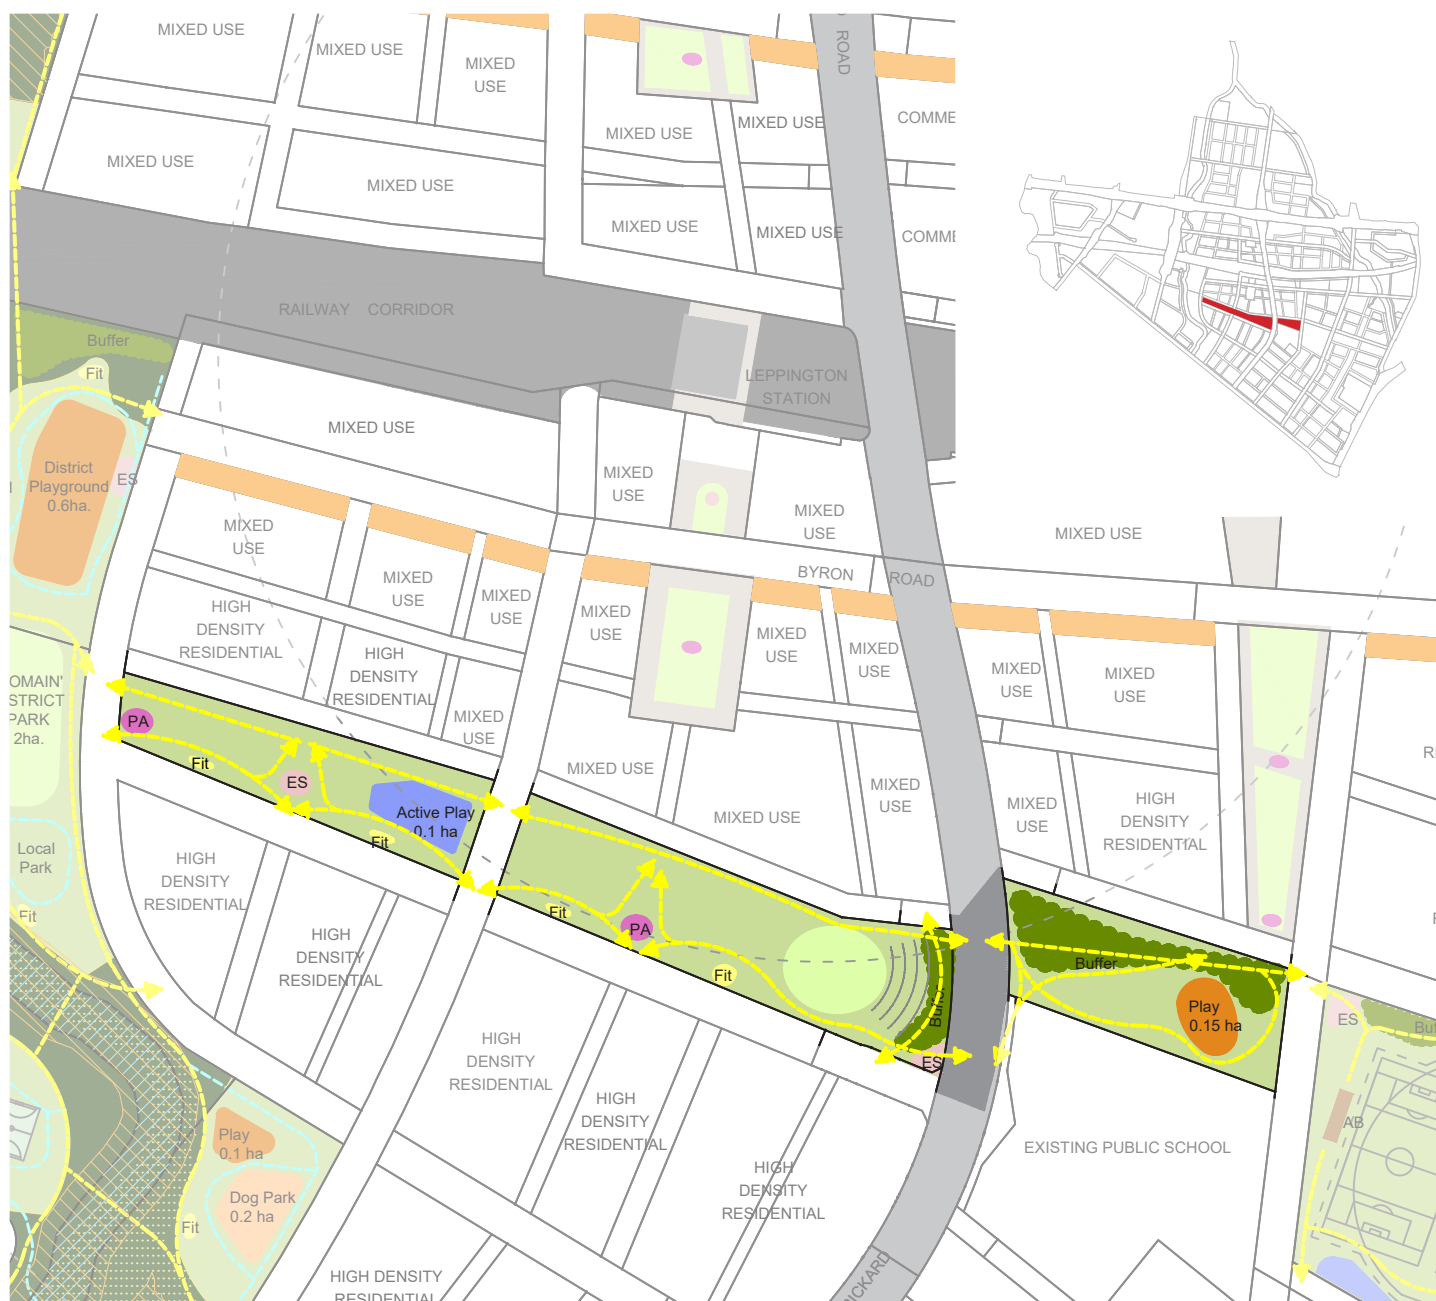 MIXED USE
MIXED USE
MIXED
USE
ROAD
COMME
MIXED USE
MIXED USE
MIXED USE
MIXED USE
MIXED USE
MIXED USE
COMME
RAILWAY CORRIDOR
Buffer
Fit
LEPPINGTON
STATION
MIXED USE
District
Playground
0.6ha.
ES
MIXED
USE
MIXED
USE
MIXED
USE
MIXED USE
BYRON
ROAD
MIXED
USE
MIXED
USE
MIXED
USE
MIXED
USE
MIXED
USE
MIXED
USE
MIXED
USE
HIGH
DENSITY
RESIDENTIAL
HIGH
DENSITY
RESIDENTIAL
OMAIN'
STRICT
PARK
2ha.
PA
MIXED
USE
Fit
ES
Active Play
0.1 ha
Fit
MIXED USE
MIXED USE
MIXED
USE
MIXED
USE
HIGH
DENSITY
RESIDENTIAL
Local
Park
Fit
HIGH
DENSITY
RESIDENTIAL
HIGH
DENSITY
RESIDENTIAL
Fit
PA
Fit
Buffer
ES
Buffer
Play
0.15 ha
ES
Buf
HIGH
DENSITY
RESIDENTIAL
HIGH
DENSITY
RESIDENTIAL
HIGH
DENSITY
RESIDENTIAL
EXISTING PUBLIC SCHOOL
A/B
Play
0.1 ha
Dog Park
0.2 ha
Fit
HIGH DENSITY
RESIDENTIAL
RICKARD